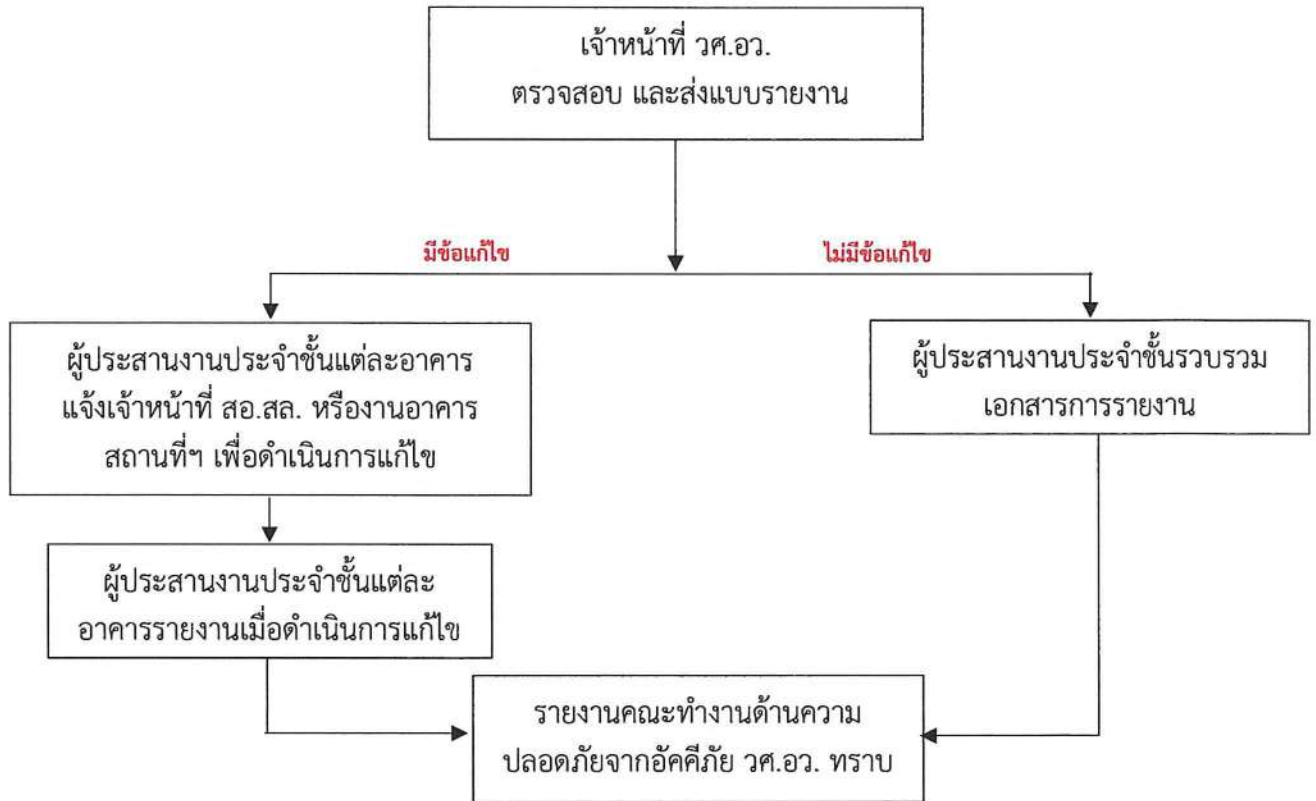 เจ้าหน้าที่ วศ.อว.
ตรวจสอบ และส่งแบบรายงาน
มีข้อแก้ไข
ไม่มีข้อแก้ไข
ผู้ประสานงานประจำชั้นแต่ละอาคาร
แจ้งเจ้าหน้าที่ สอ.สล. หรืองานอาคาร
สถานที่ฯ เพื่อดำเนินการแก้ไข
ผู้ประสานงานประจำชั้นรวบรวม
เอกสารการรายงาน
ผู้ประสานงานประจำชั้นแต่ละ
อาคารรายงานเมื่อดำเนินการแก้ไข
รายงานคณะทำงานด้านความ
ปลอดภัยจากอัคคีภัย วศ.อว. ทราบ